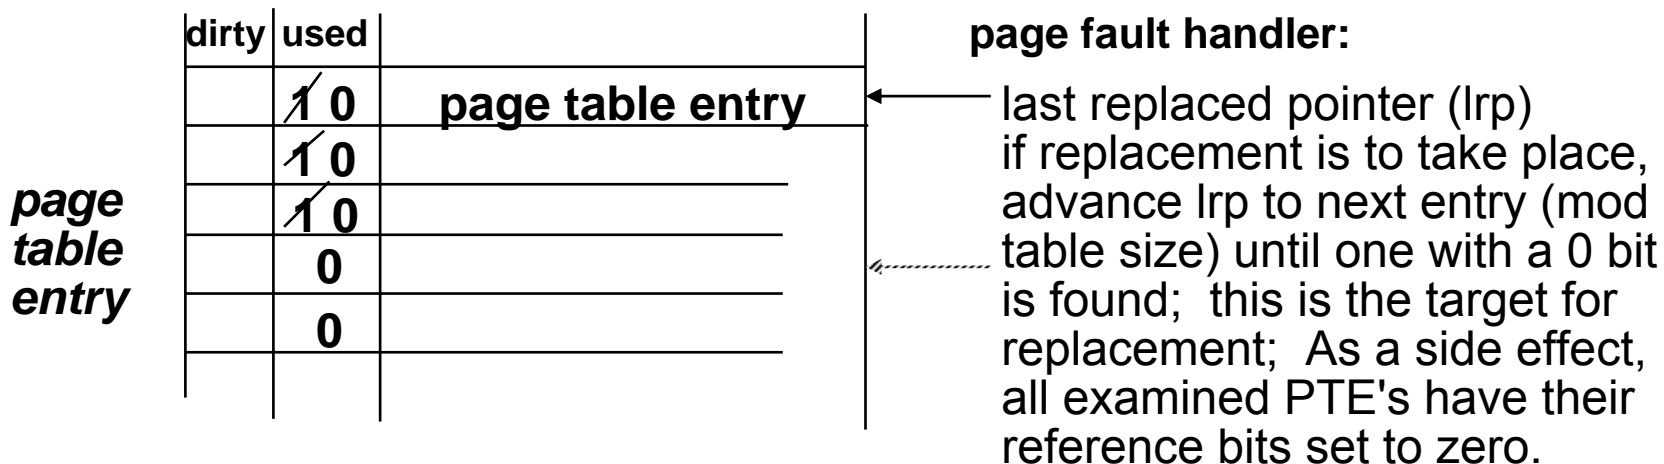 dirty used
page fault handler:
1 0 page table entry
1 0
1 0
0
0
page
table
entry
last replaced pointer (lrp)
if replacement is to take place,
advance lrp to next entry (mod
table size) until one with a 0 bit
is found; this is the target for
replacement; As a side effect,
all examined PTE's have their
reference bits set to zero.